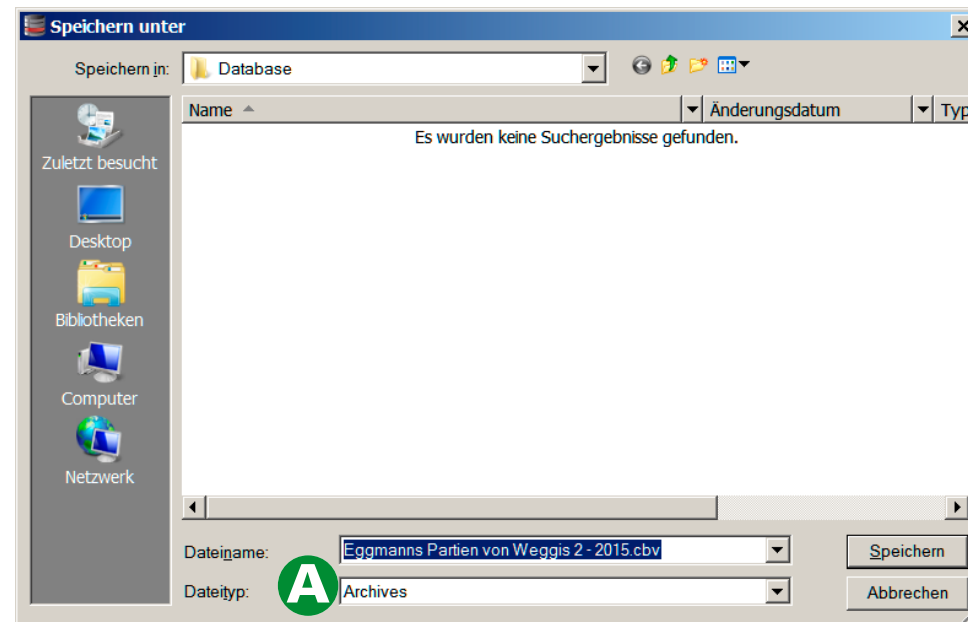 Speichern unter
Speichern in:
Database
Name
Änderungsdatum
Typ
Es wurden keine Suchergebnisse gefunden.
Zuletzt besucht
Desktop
Bibliotheken
Computer
Netzwerk
Dateiname:
Eggmanns Partien von Weggis 2 - 2015.cbv
Speichern
Dateityp:
A
Archives
Abbrechen